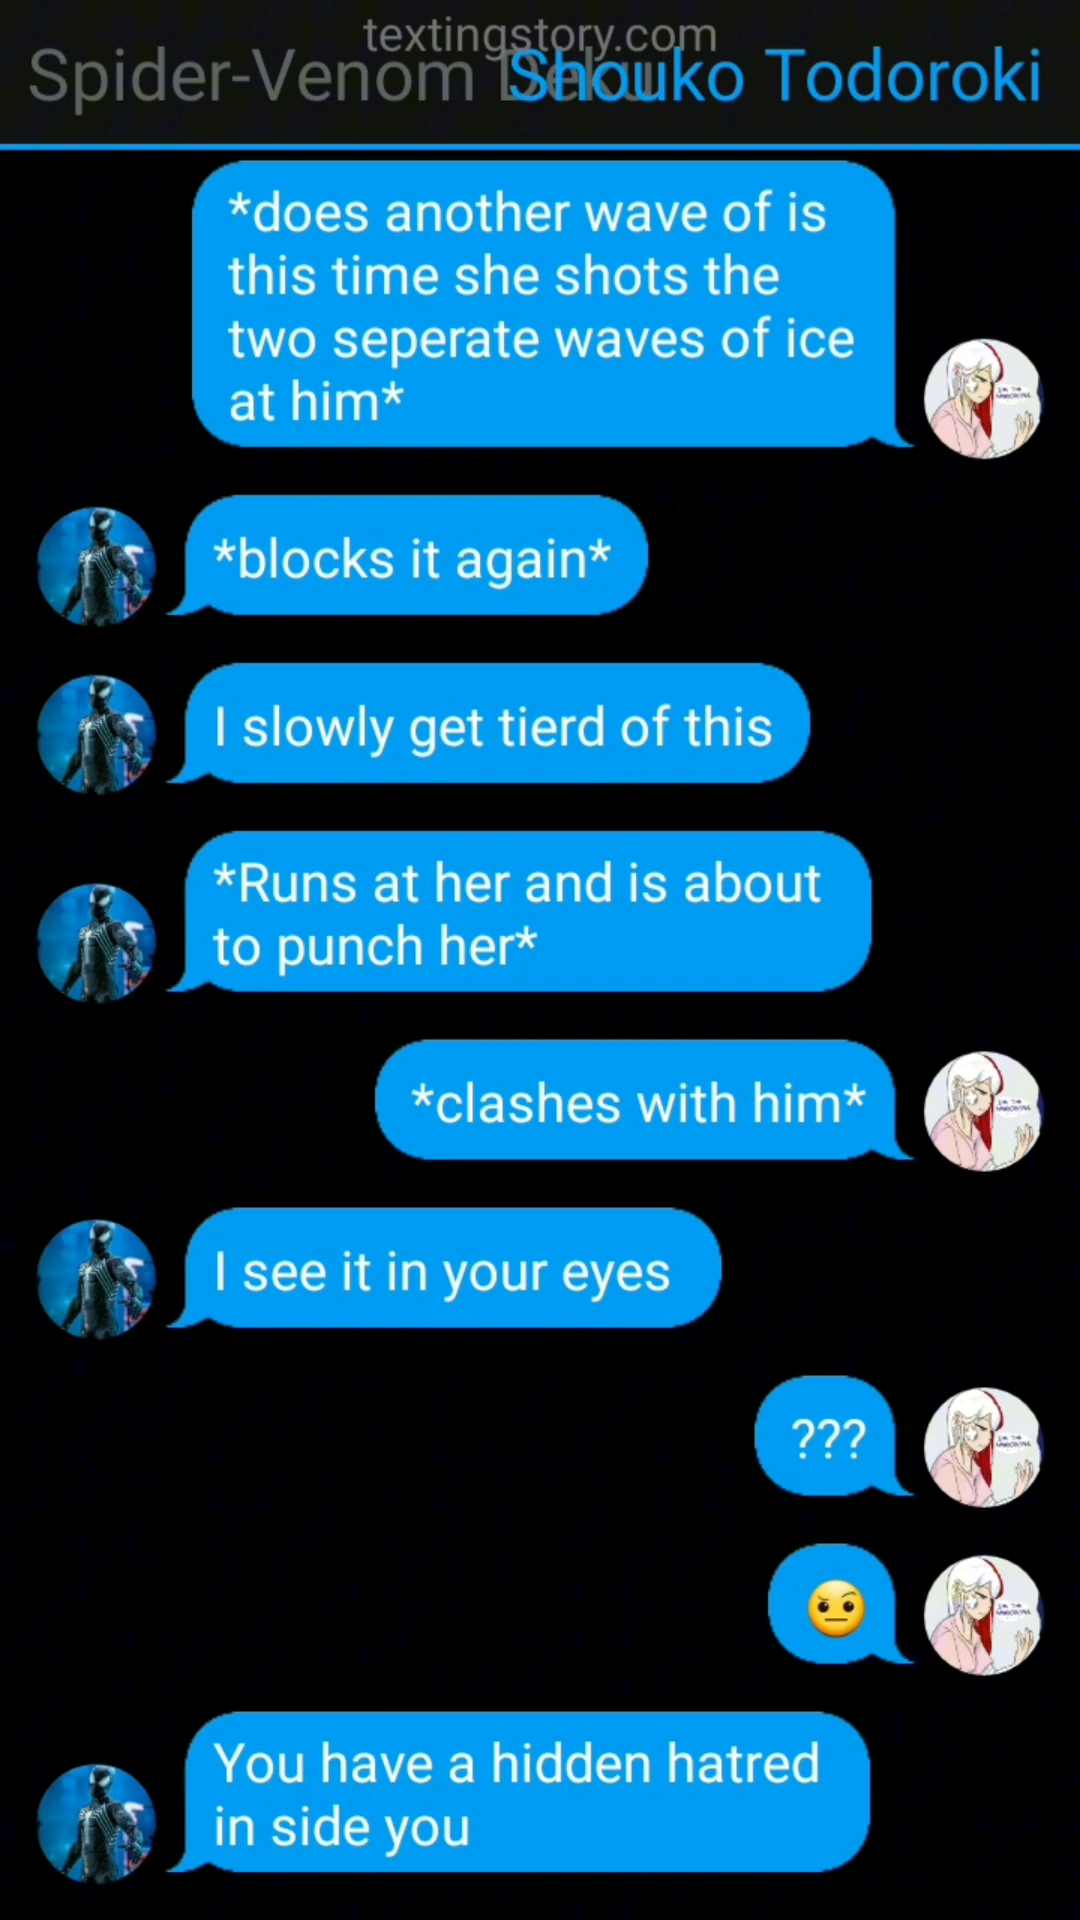 textingstory.com
Spider-Venom Deku
Shouko Todoroki
*does another wave of is
this time she shots the
two seperate waves of ice
at him*
*blocks it again*
I slowly get tierd of this
*Runs at her and is about
to punch her*
*clashes with him*
I see it in your eyes
???
🤨
You have a hidden hatred
in side you